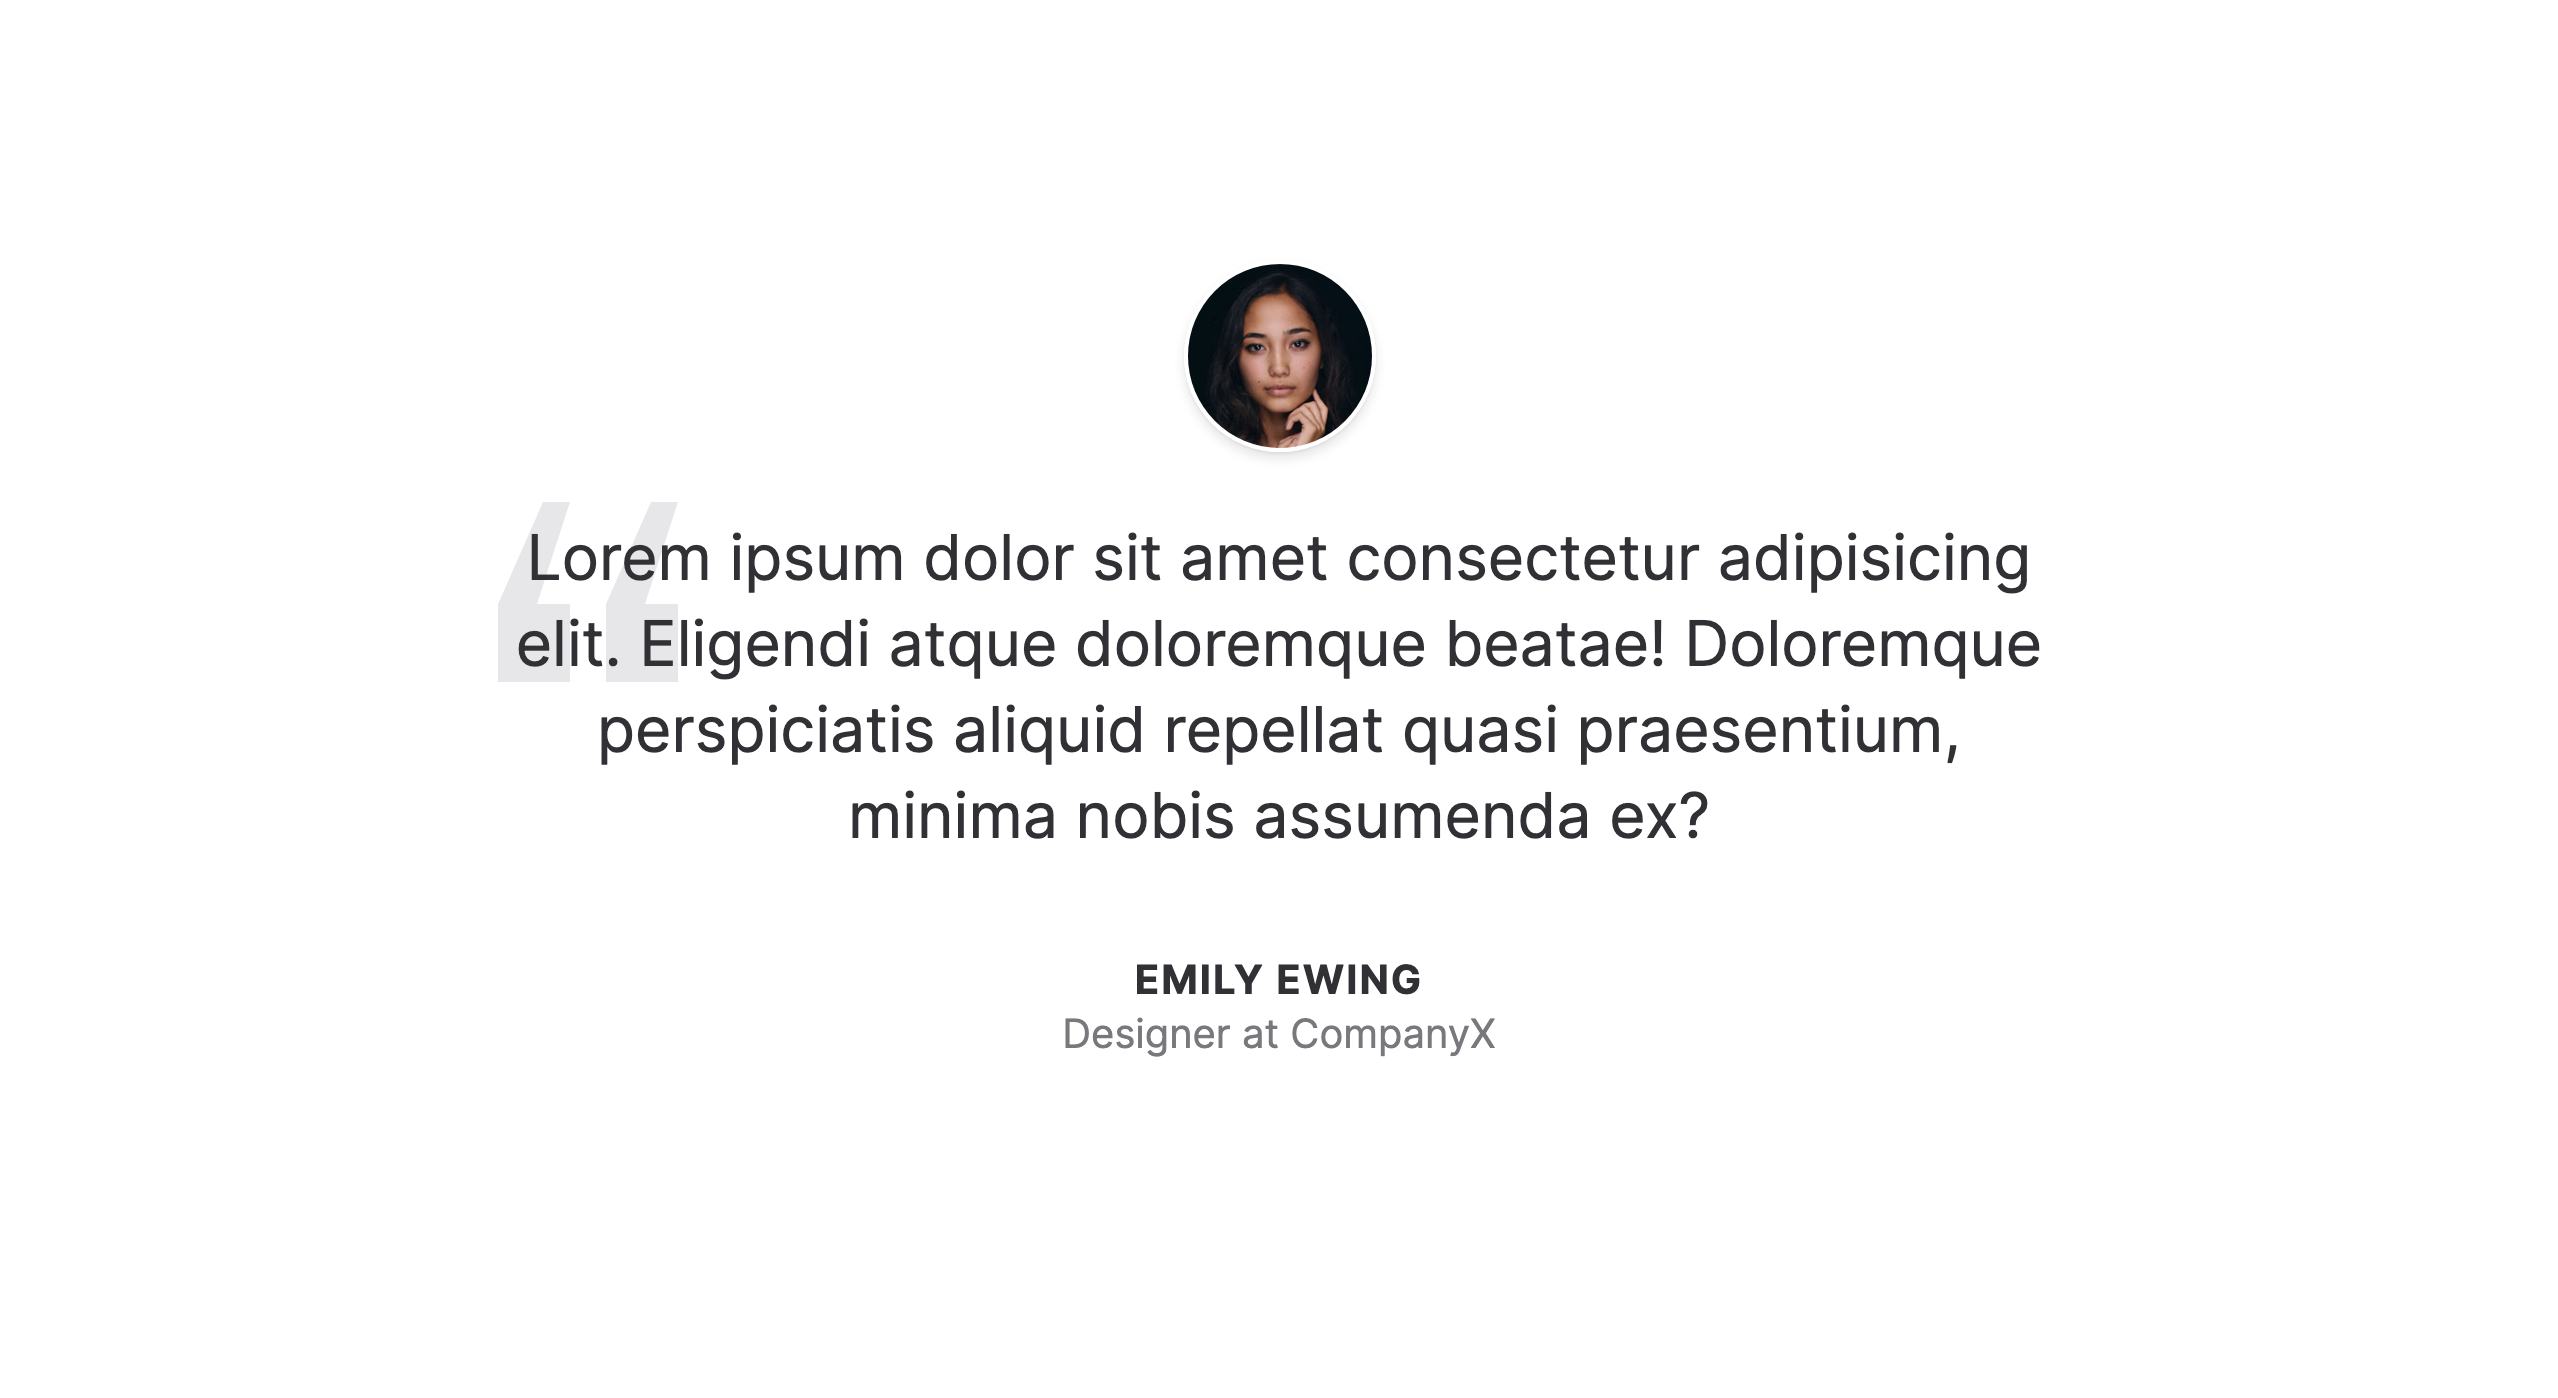 Lorem ipsum dolor sit amet consectetur adipisicing
elit. Eligendi atque doloremque beatae! Doloremque
perspiciatis aliquid repellat quasi praesentium,
minima nobis assumenda ex?
EMILY EWING
Designer at CompanyX